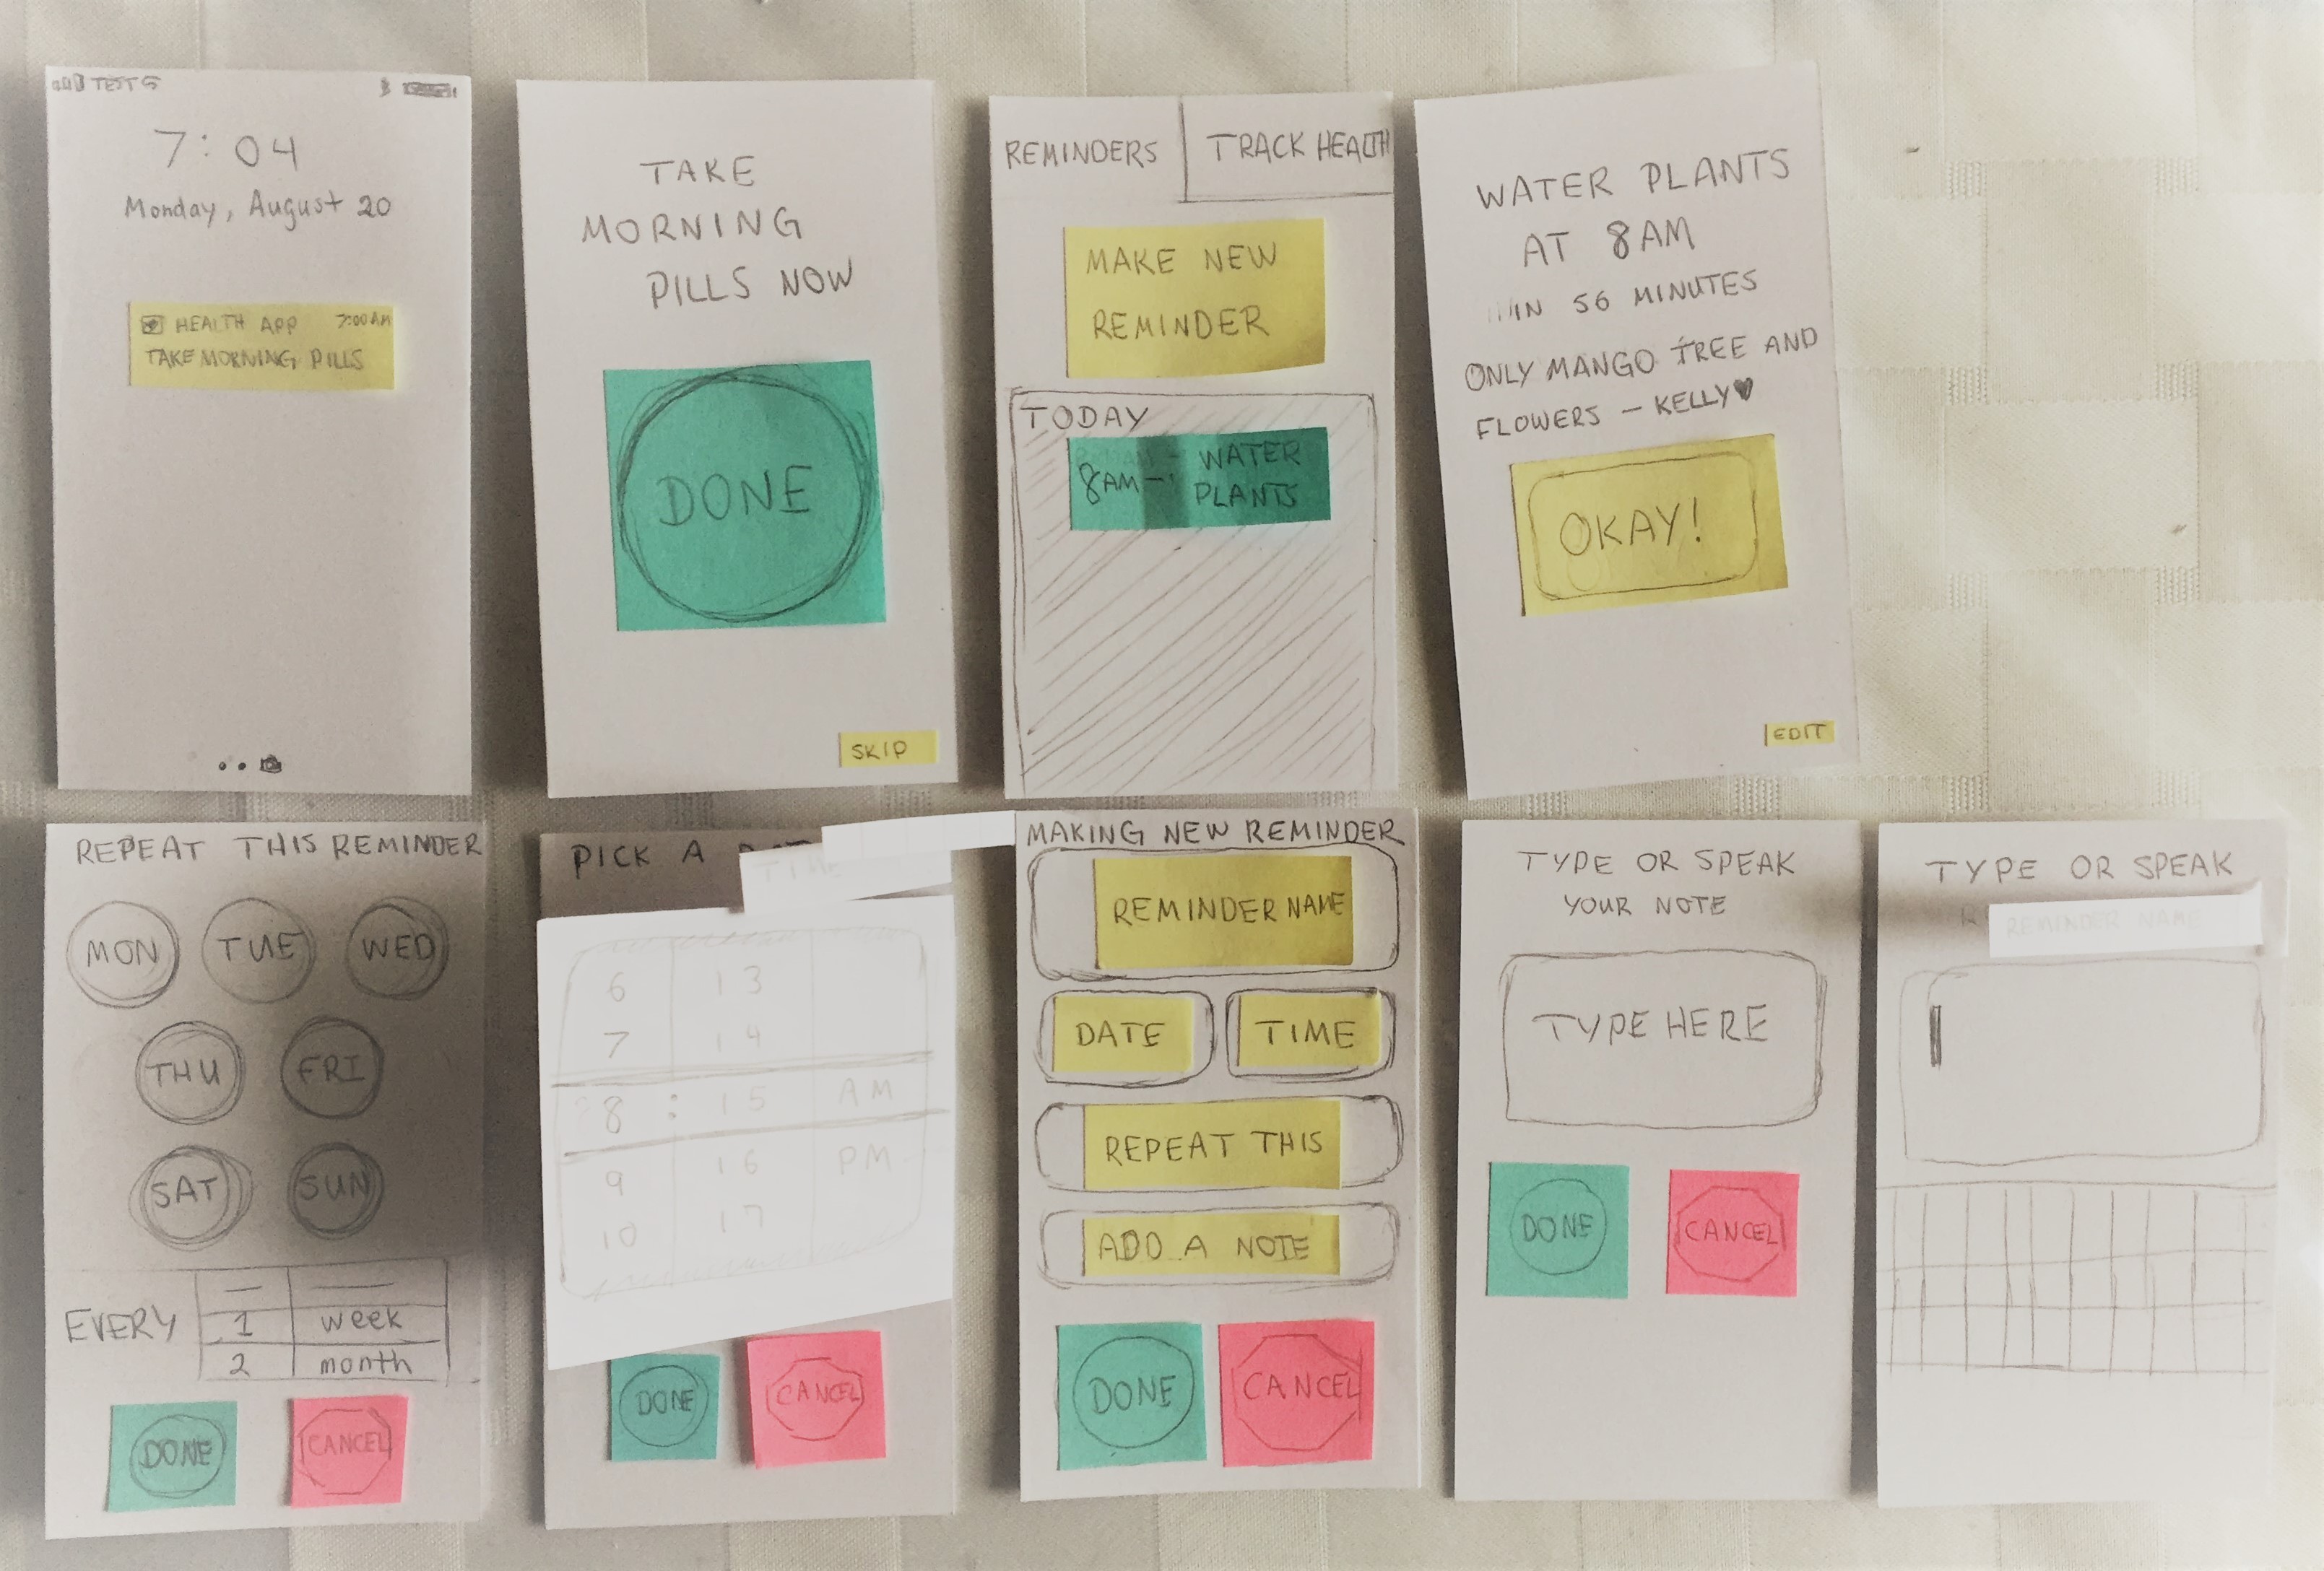 TEST
7:04
Monday, August 20
HEALTH APP 7:00 AM
TAKE MORNING PILLS
TAKE
MORNING
PILLS NOW
DONE
SKIP
REMINDERS
TRACK HEALTH
MAKE NEW
REMINDER
TODAY
8AM - WATER
PLANTS
WATER PLANTS
AT 8AM
IN 56 MINUTES
ONLY MANGO TREE AND
FLOWERS - KELLY♥
OKAY!
EDIT
REPEAT THIS REMINDER
MON TUE WED
THU FRI
SAT SUN
EVERY
1 week
2 month
DONE
CANCEL
PICK A
TIME
6 13
7 14
8 : 15 AM
9 16 PM
10 17
DONE
CANCEL
MAKING NEW REMINDER
REMINDER NAME
DATE
TIME
REPEAT THIS
ADD A NOTE
DONE
CANCEL
TYPE OR SPEAK
YOUR NOTE
TYPE HERE
DONE
CANCEL
TYPE OR SPEAK
REMINDER NAME